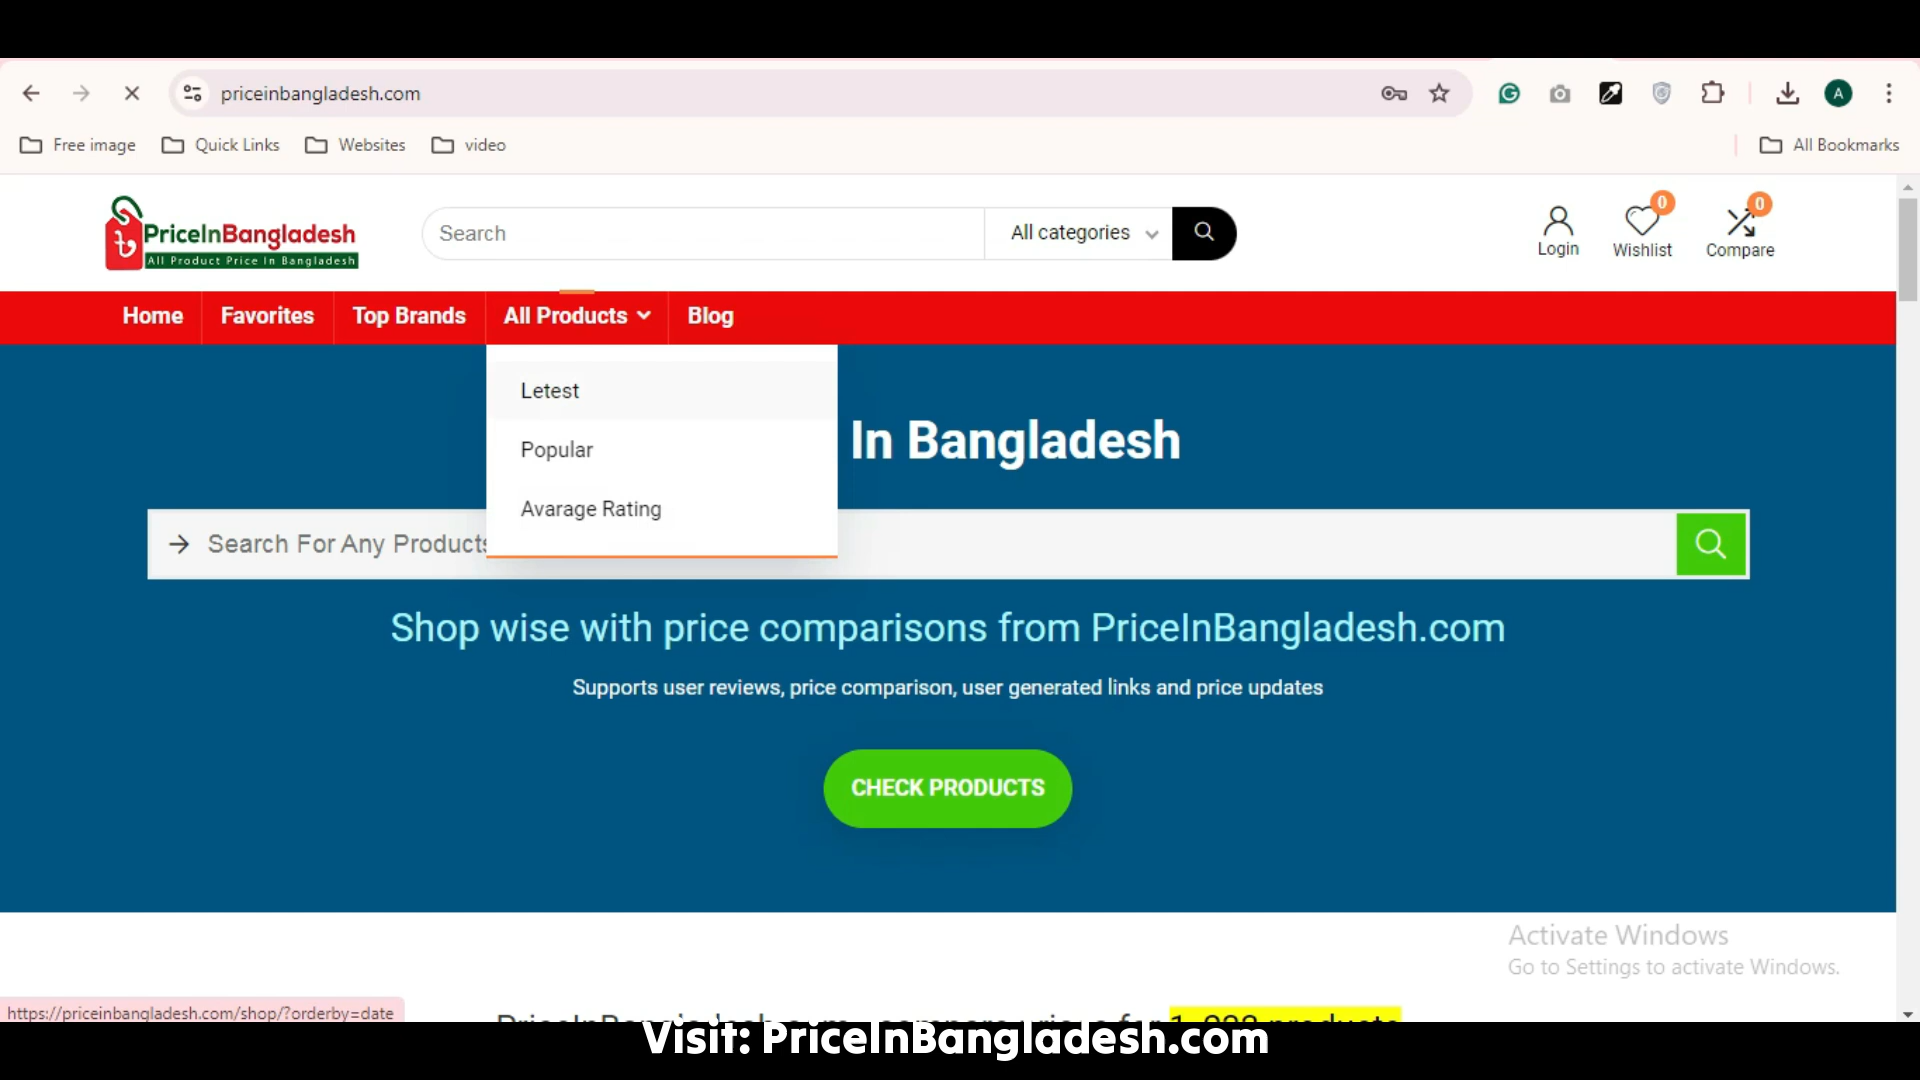 priceinbangladesh.com
A
Free image
Quick Links
Websites
video
All Bookmarks
PriceInBangladesh
All Product Price In Bangladesh
Search
All categories
Login
0
Wishlist
0
Compare
Home
Favorites
Top Brands
All Products
Blog
Letest
Popular
Avarage Rating
In Bangladesh
Search For Any Products
Shop wise with price comparisons from PriceInBangladesh.com
Supports user reviews, price comparison, user generated links and price updates
CHECK PRODUCTS
Activate Windows
Go to Settings to activate Windows.
https://priceinbangladesh.com/shop/?orderby=date
Visit: PriceInBangladesh.com